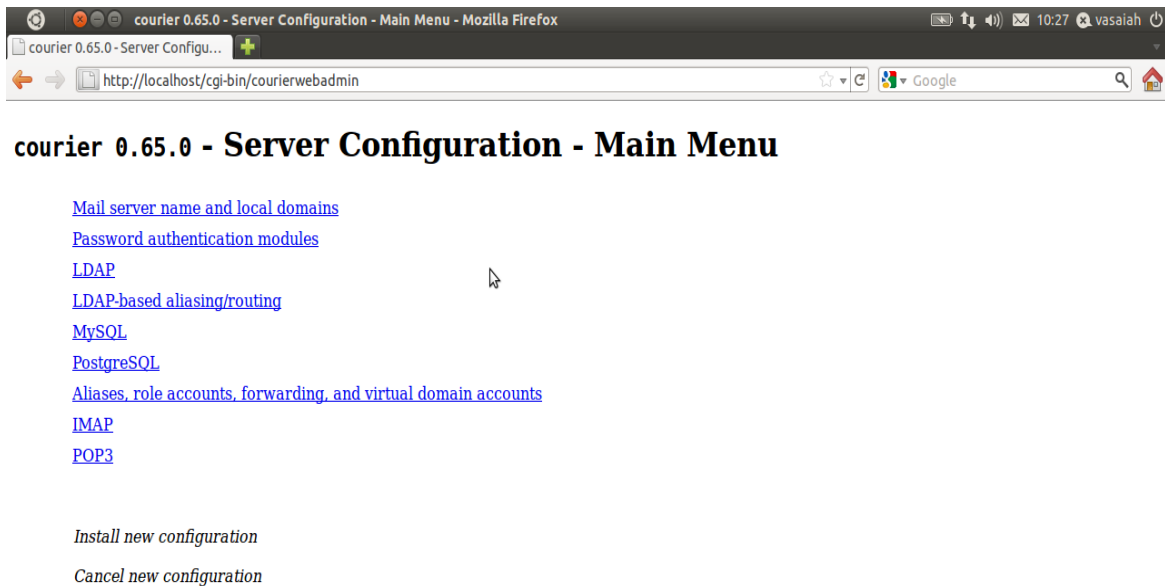 courier 0.65.0 - Server Configuration - Main Menu - Mozilla Firefox 10:27 vasaiah
courier 0.65.0 - Server Configu...
http://localhost/cgi-bin/courierwebadmin Google
courier 0.65.0 - Server Configuration - Main Menu
Mail server name and local domains
Password authentication modules
LDAP
LDAP-based aliasing/routing
MySQL
PostgreSQL
Aliases, role accounts, forwarding, and virtual domain accounts
IMAP
POP3
Install new configuration
Cancel new configuration